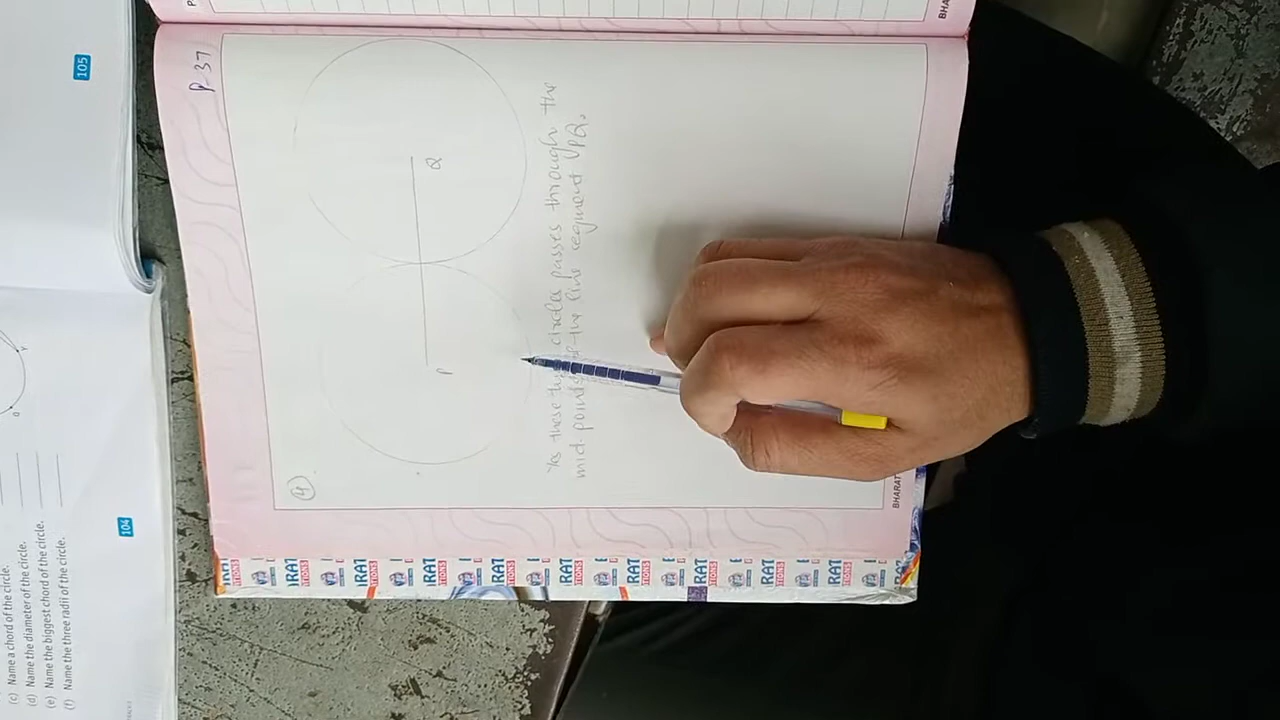 P-37
(4)
P
Q
Yes these two circles passes through the
mid-points of the line segment PQ.
105
104
(c) Name a chord of the circle.
(d) Name the diameter of the circle.
(e) Name the biggest chord of the circle.
(f) Name the three radii of the circle.
BHARAT